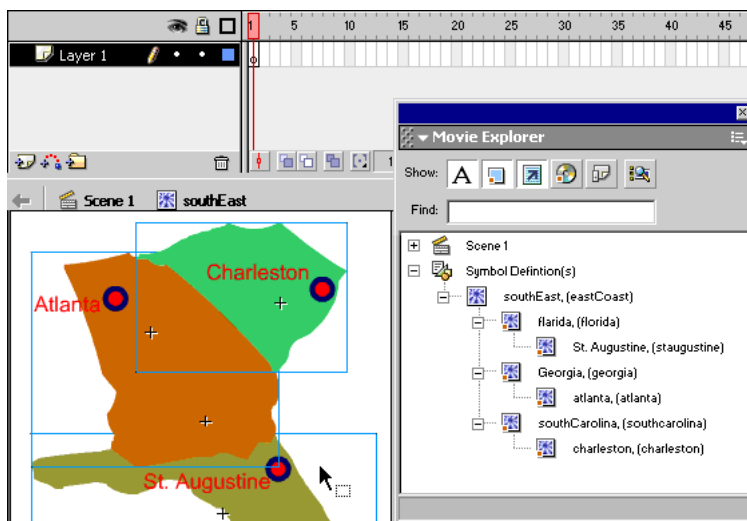 1 5 10 15 20 25 30 35 40 45
Layer 1
1
Movie Explorer
Show: A
Find:
Scene 1 southEast
Scene 1
Symbol Defintion(s)
southEast, (eastCoast)
flarida, (florida)
St. Augustine, (staugustine)
Georgia, (georgia)
atlanta, (atlanta)
southCarolina, (southcarolina)
charleston, (charleston)
Charleston
Atlanta
St. Augustine